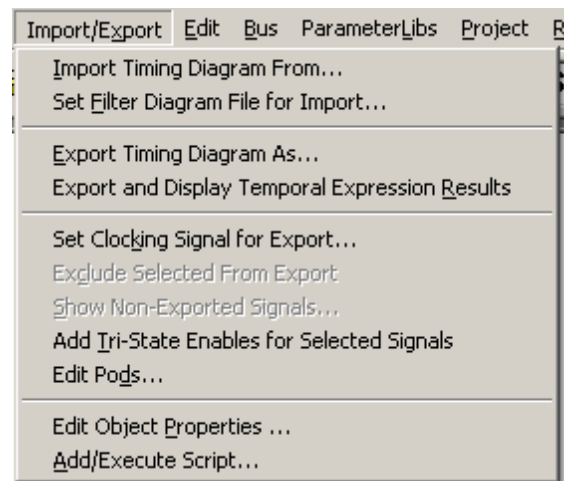 Import/Export Edit Bus ParameterLibs Project R
Import Timing Diagram From...
Set Filter Diagram File for Import...
Export Timing Diagram As...
Export and Display Temporal Expression Results
Set Clocking Signal for Export...
Exclude Selected From Export
Show Non-Exported Signals...
Add Tri-State Enables for Selected Signals
Edit Pods...
Edit Object Properties ...
Add/Execute Script...